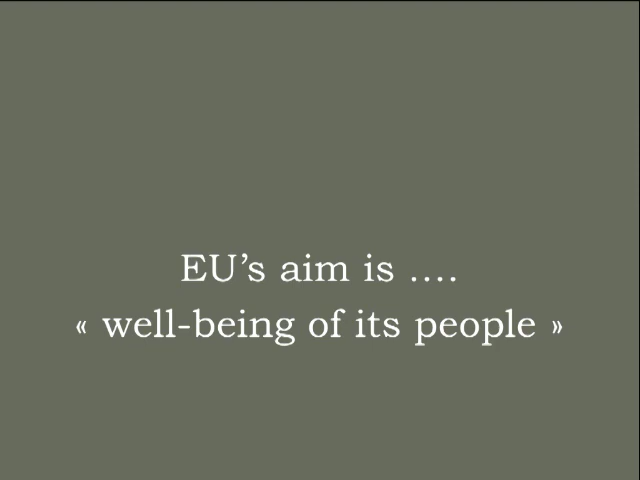 EU’s aim is ....
« well-being of its people »